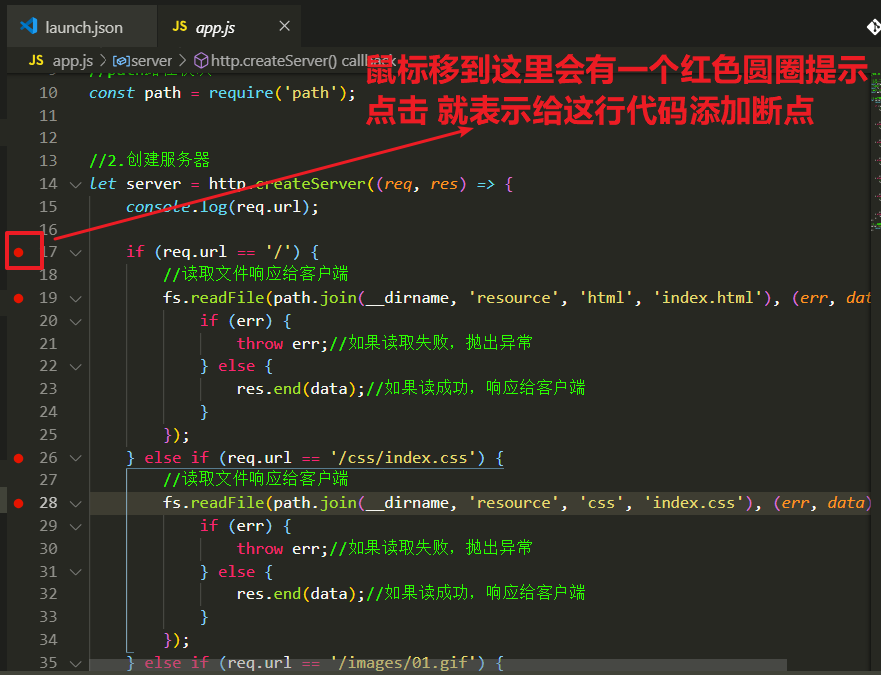 launch.json
JS app.js
JS app.js > server > http.createServer() callback
鼠标移到这里会有一个红色圆圈提示
点击 就表示给这行代码添加断点
10 const path = require('path');
11
12
13 //2.创建服务器
14 let server = http.createServer((req, res) => {
15 console.log(req.url);
16
17 if (req.url == '/') {
18 //读取文件响应给客户端
19 fs.readFile(path.join(__dirname, 'resource', 'html', 'index.html'), (err, dat
20 if (err) {
21 throw err;//如果读取失败，抛出异常
22 } else {
23 res.end(data);//如果读成功，响应给客户端
24 }
25 });
26 } else if (req.url == '/css/index.css') {
27 //读取文件响应给客户端
28 fs.readFile(path.join(__dirname, 'resource', 'css', 'index.css'), (err, data)
29 if (err) {
30 throw err;//如果读取失败，抛出异常
31 } else {
32 res.end(data);//如果读成功，响应给客户端
33 }
34 });
35 } else if (req.url == '/images/01.gif') {